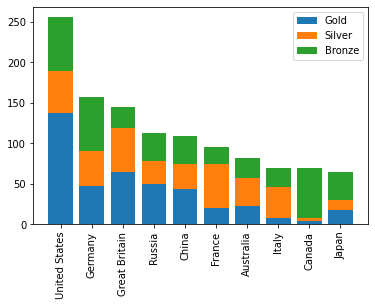 Gold
Silver
Bronze
250
200
150
100
50
0
United States
Germany
Great Britain
Russia
China
France
Australia
Italy
Canada
Japan